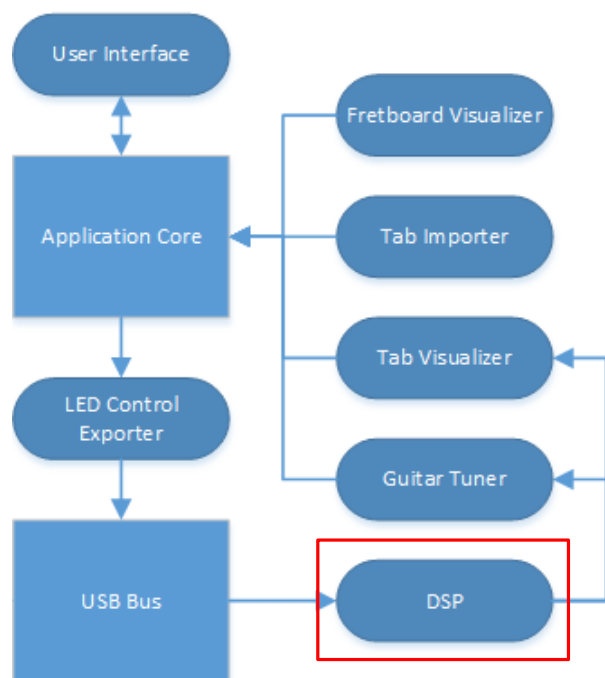 User Interface
Fretboard Visualizer
Application Core
Tab Importer
Tab Visualizer
LED Control
Exporter
Guitar Tuner
USB Bus
DSP